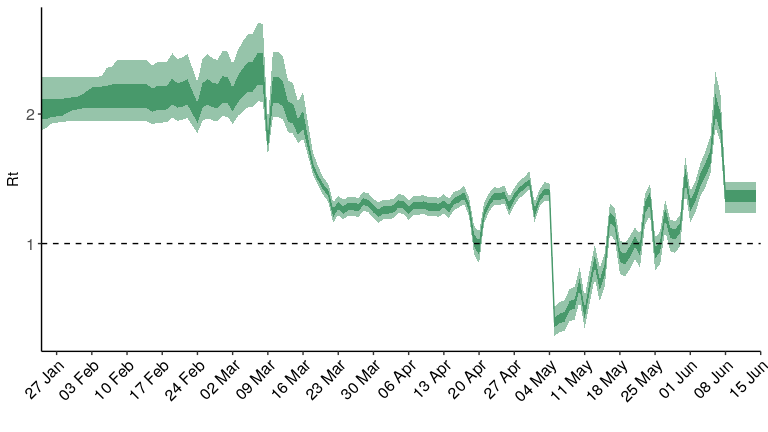 2
Rt
1
27 Jan
03 Feb
10 Feb
17 Feb
24 Feb
02 Mar
09 Mar
16 Mar
23 Mar
30 Mar
06 Apr
13 Apr
20 Apr
27 Apr
04 May
11 May
18 May
25 May
01 Jun
08 Jun
15 Jun